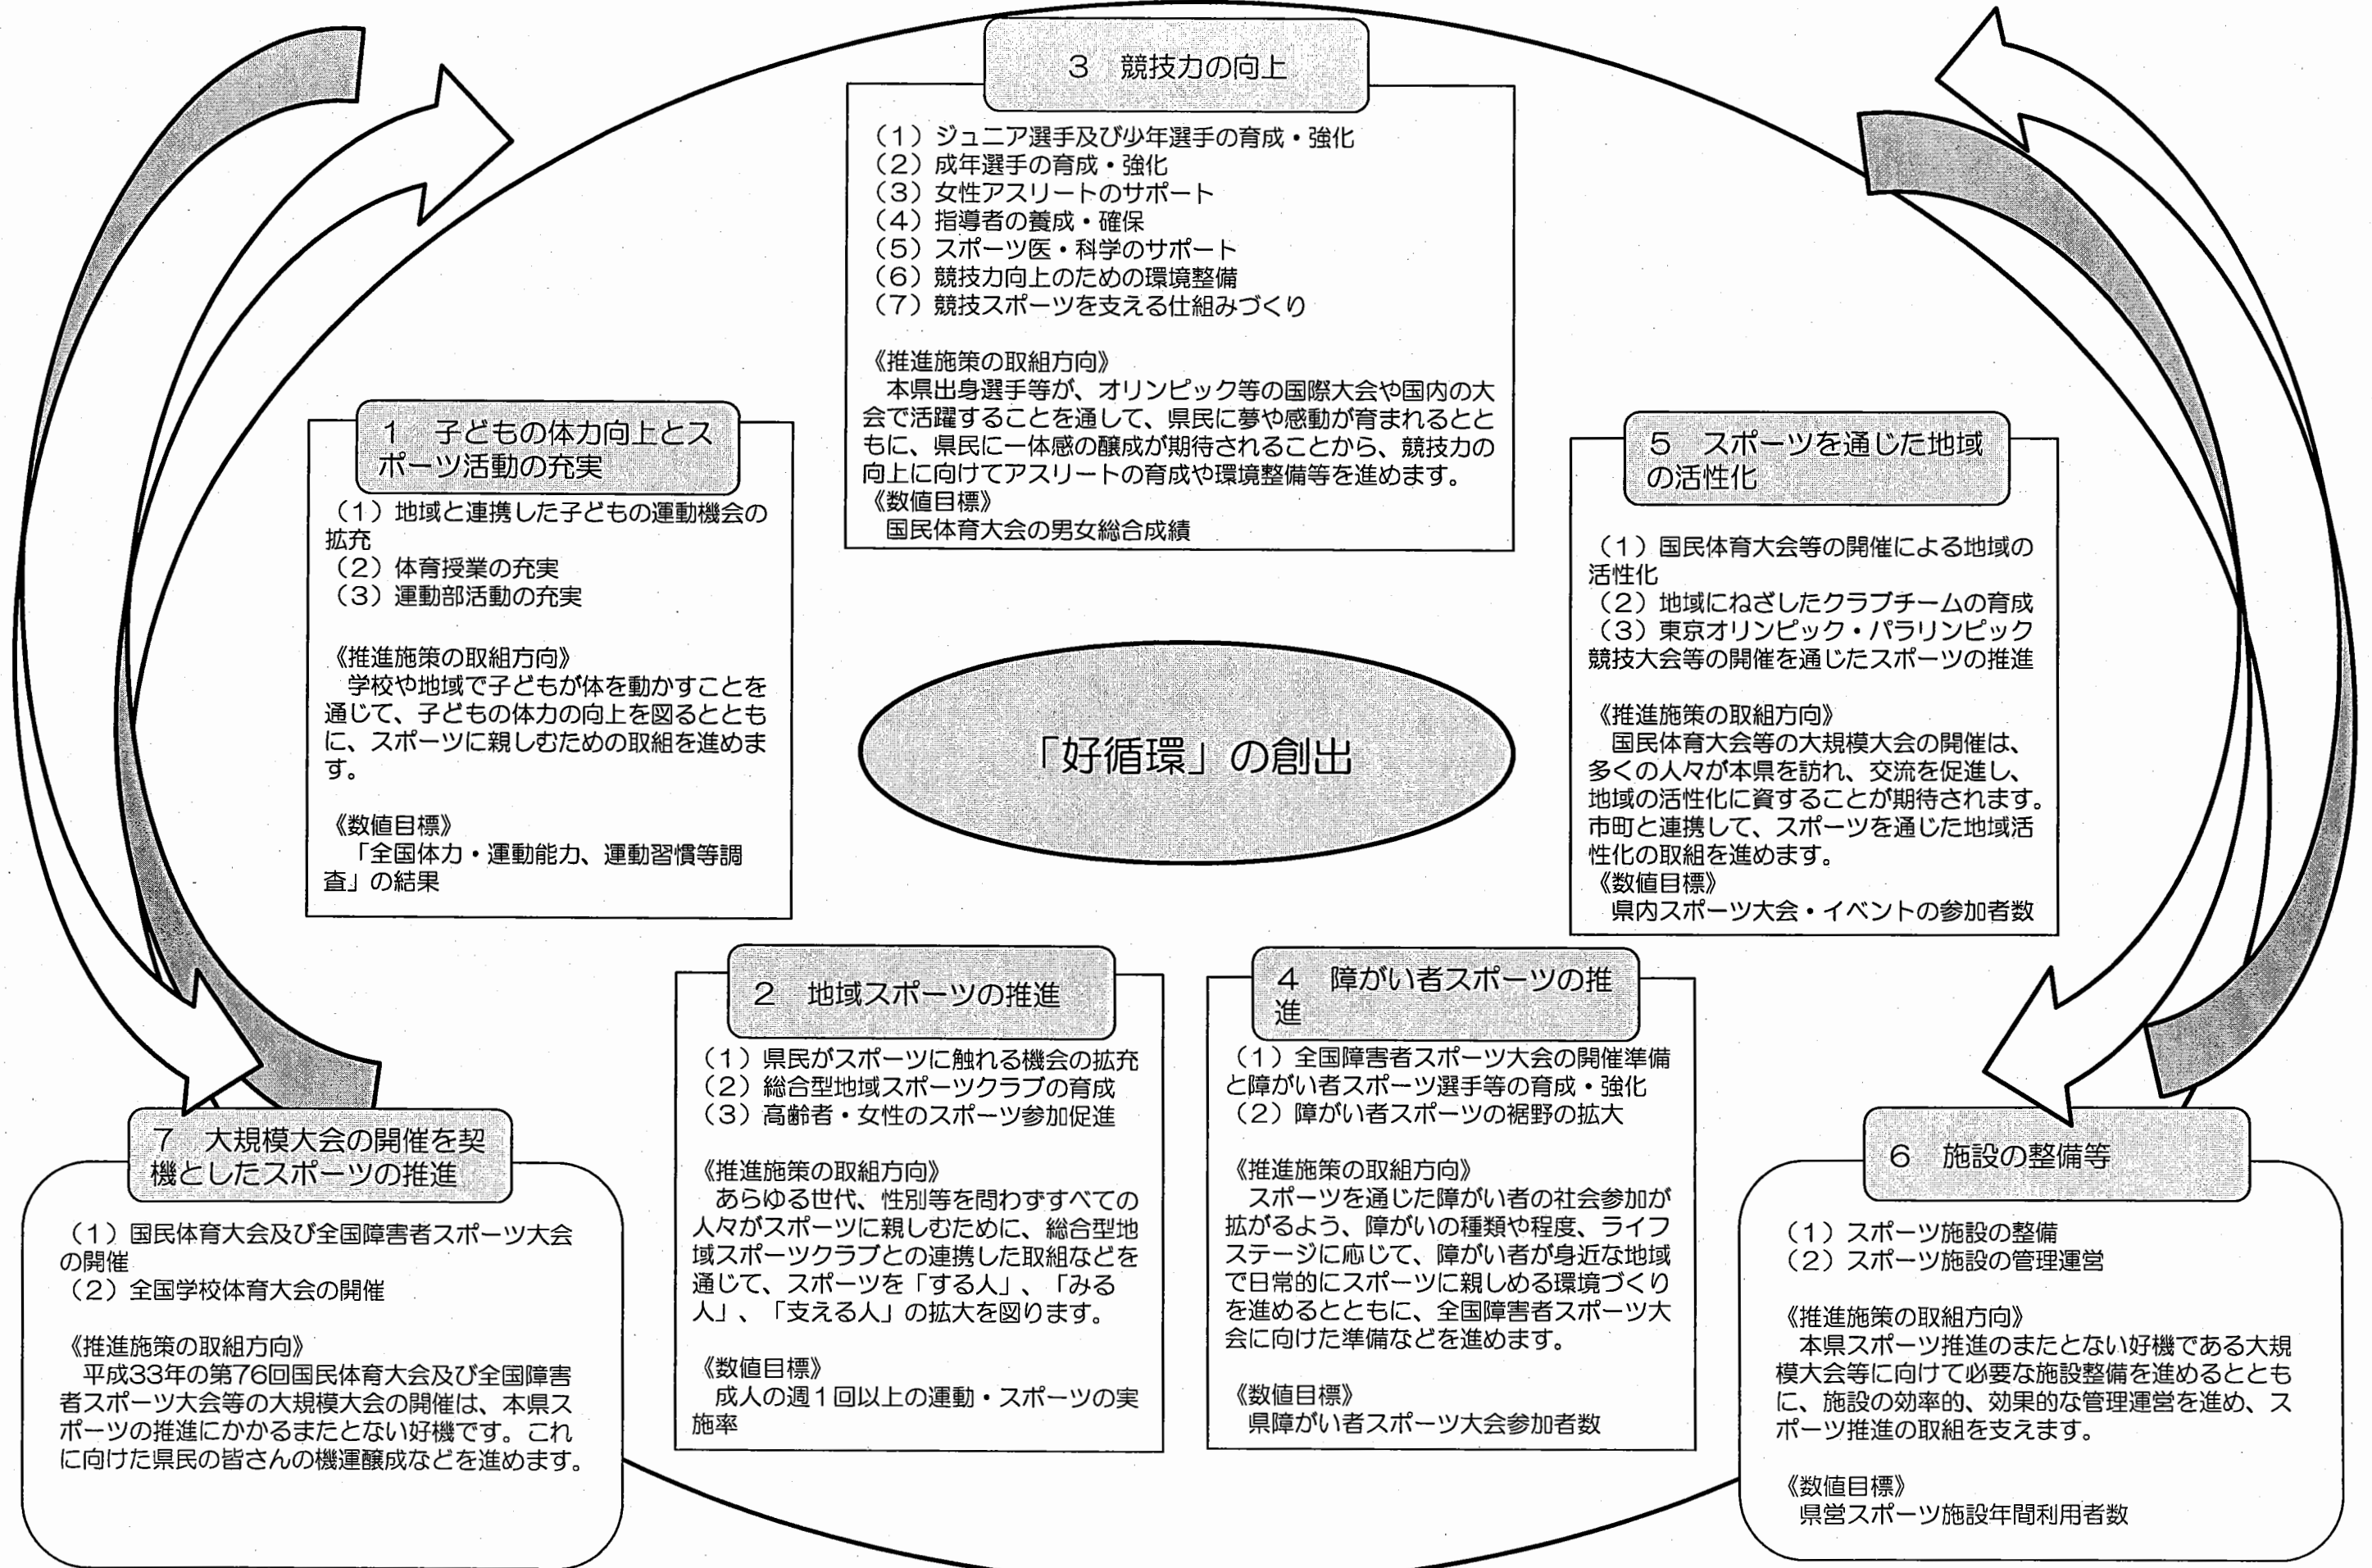 3　競技力の向上
（1）ジュニア選手及び少年選手の育成・強化
（2）成年選手の育成・強化
（3）女性アスリートのサポート
（4）指導者の養成・確保
（5）スポーツ医・科学のサポート
（6）競技力向上のための環境整備
（7）競技スポーツを支える仕組みづくり
《推進施策の取組方向》
　本県出身選手等が、オリンピック等の国際大会や国内の大
会で活躍することを通して、県民に夢や感動が育まれるとと
もに、県民に一体感の醸成が期待されることから、競技力の
向上に向けてアスリートの育成や環境整備等を進めます。
《数値目標》
　国民体育大会の男女総合成績
1　子どもの体力向上とス
ポーツ活動の充実
（1）地域と連携した子どもの運動機会の
拡充
（2）体育授業の充実
（3）運動部活動の充実
《推進施策の取組方向》
　学校や地域で子どもが体を動かすことを
通じて、子どもの体力の向上を図るととも
に、スポーツに親しむための取組を進めま
す。
《数値目標》
　「全国体力・運動能力、運動習慣等調
査」の結果
5　スポーツを通じた地域
の活性化
（1）国民体育大会等の開催による地域の
活性化
（2）地域にねざしたクラブチームの育成
（3）東京オリンピック・パラリンピック
競技大会等の開催を通じたスポーツの推進
《推進施策の取組方向》
　国民体育大会等の大規模大会の開催は、
多くの人々が本県を訪れ、交流を促進し、
地域の活性化に資することが期待されます。
市町と連携して、スポーツを通じた地域活
性化の取組を進めます。
《数値目標》
　県内スポーツ大会・イベントの参加者数
「好循環」の創出
2　地域スポーツの推進
（1）県民がスポーツに触れる機会の拡充
（2）総合型地域スポーツクラブの育成
（3）高齢者・女性のスポーツ参加促進
《推進施策の取組方向》
　あらゆる世代、性別等を問わずすべての
人々がスポーツに親しむために、総合型地
域スポーツクラブとの連携した取組などを
通じて、スポーツを「する人」、「みる
人」、「支える人」の拡大を図ります。
《数値目標》
　成人の週1回以上の運動・スポーツの実
施率
4　障がい者スポーツの推
進
（1）全国障害者スポーツ大会の開催準備
と障がい者スポーツ選手等の育成・強化
（2）障がい者スポーツの裾野の拡大
《推進施策の取組方向》
　スポーツを通じた障がい者の社会参加が
拡がるよう、障がいの種類や程度、ライフ
ステージに応じて、障がい者が身近な地域
で日常的にスポーツに親しめる環境づくり
を進めるとともに、全国障害者スポーツ大
会に向けた準備などを進めます。
《数値目標》
　県障がい者スポーツ大会参加者数
7　大規模大会の開催を契
機としたスポーツの推進
（1）国民体育大会及び全国障害者スポーツ大会
の開催
（2）全国学校体育大会の開催
《推進施策の取組方向》
　平成33年の第76回国民体育大会及び全国障害
者スポーツ大会等の大規模大会の開催は、本県ス
ポーツの推進にかかるまたとない好機です。これ
に向けた県民の皆さんの機運醸成などを進めます。
6　施設の整備等
（1）スポーツ施設の整備
（2）スポーツ施設の管理運営
《推進施策の取組方向》
　本県スポーツ推進のまたとない好機である大規
模大会等に向けて必要な施設整備を進めるととも
に、施設の効率的、効果的な管理運営を進め、ス
ポーツ推進の取組を支えます。
《数値目標》
　県営スポーツ施設年間利用者数